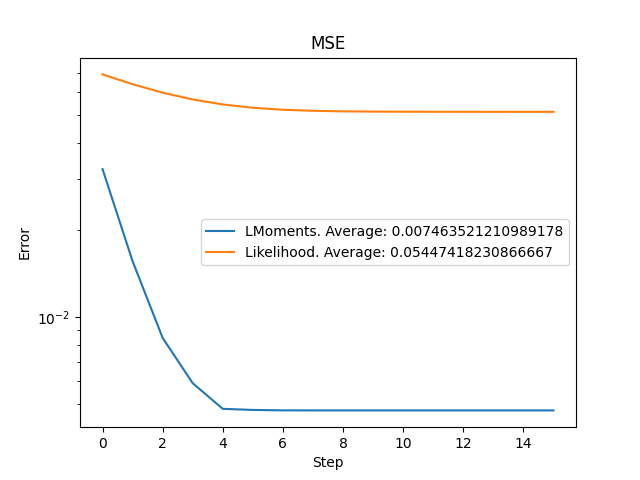 MSE
Error
10⁻²
LMoments. Average: 0.007463521210989178
Likelihood. Average: 0.05447418230866667
0 2 4 6 8 10 12 14
Step